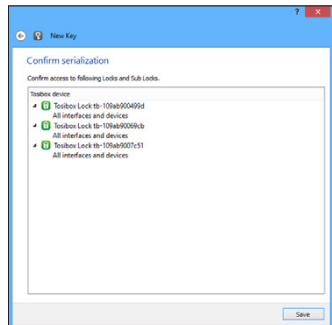 New Key
Confirm serialization
Confirm access to following Locks and Sub Locks.
Tosibox device
Tosibox Lock tb-109ab900499d
All interfaces and devices
Tosibox Lock tb-109ab90069cb
All interfaces and devices
Tosibox Lock tb-109ab9007c51
All interfaces and devices
Save